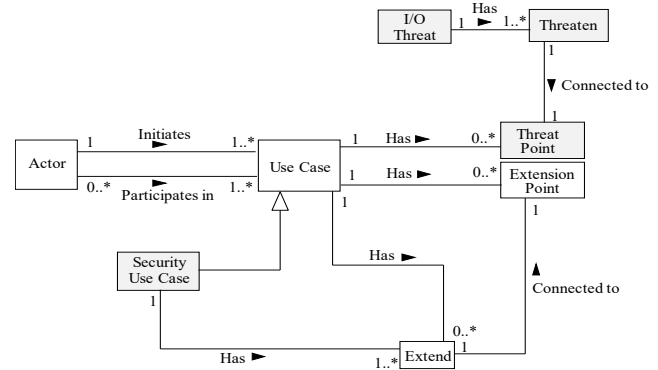 Has
I/O
Threat
1
1..*
Threaten
1
Connected to
1
Threat
Point
Actor
1
Initiates
1..*
0..*
Participates in
1..*
Use Case
1
Has
0..*
1
Has
0..*
Extension
Point
1
1
Security
Use Case
1
Has
Connected to
0..*
Has
1..*
Extend
1